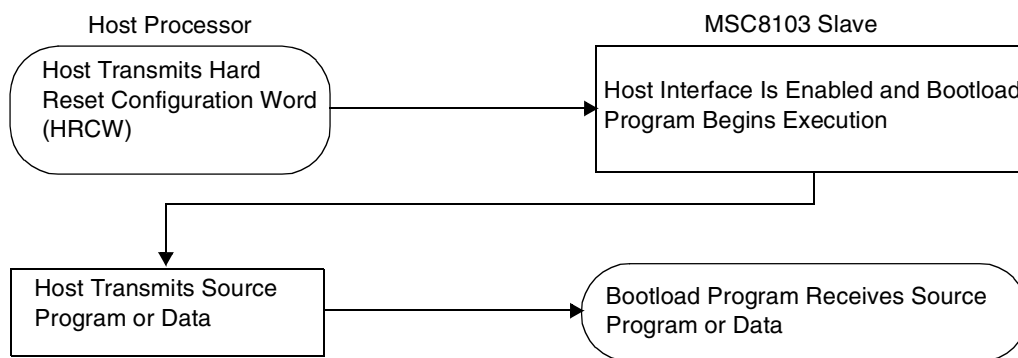 Host Processor
MSC8103 Slave
Host Transmits Hard
Reset Configuration Word
(HRCW)
Host Interface Is Enabled and Bootload
Program Begins Execution
Host Transmits Source
Program or Data
Bootload Program Receives Source
Program or Data